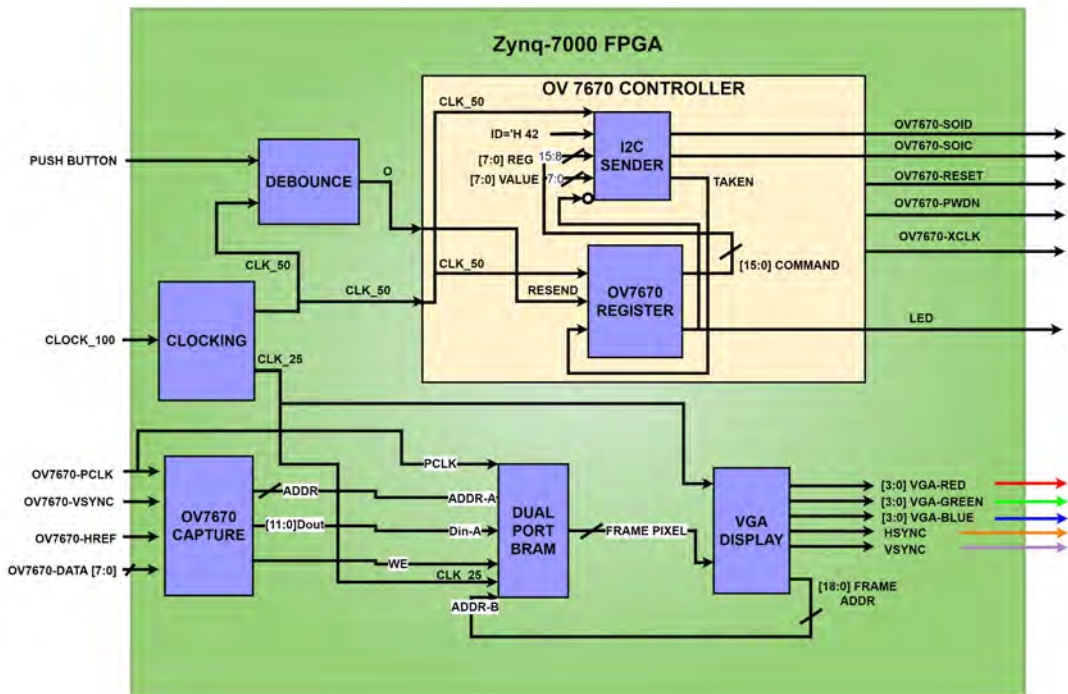 Zynq-7000 FPGA
OV 7670 CONTROLLER
CLK_50
ID='H 42
[7:0] REG
15:8
[7:0] VALUE
7:0
I2C
SENDER
TAKEN
OV7670-SOID
OV7670-SOIC
OV7670-RESET
OV7670-PWDN
OV7670-XCLK
PUSH BUTTON
DEBOUNCE
O
CLK_50
CLK_50
CLK_50
RESEND
OV7670
REGISTER
[15:0] COMMAND
LED
CLOCK_100
CLOCKING
CLK_25
OV7670-PCLK
OV7670-VSYNC
OV7670-HREF
OV7670-DATA [7:0]
OV7670
CAPTURE
ADDR
[11:0]Dout
WE
PCLK
ADDR-A
Din-A
CLK_25
ADDR-B
DUAL
PORT
BRAM
FRAME PIXEL
VGA
DISPLAY
[3:0] VGA-RED
[3:0] VGA-GREEN
[3:0] VGA-BLUE
HSYNC
VSYNC
[18:0] FRAME
ADDR